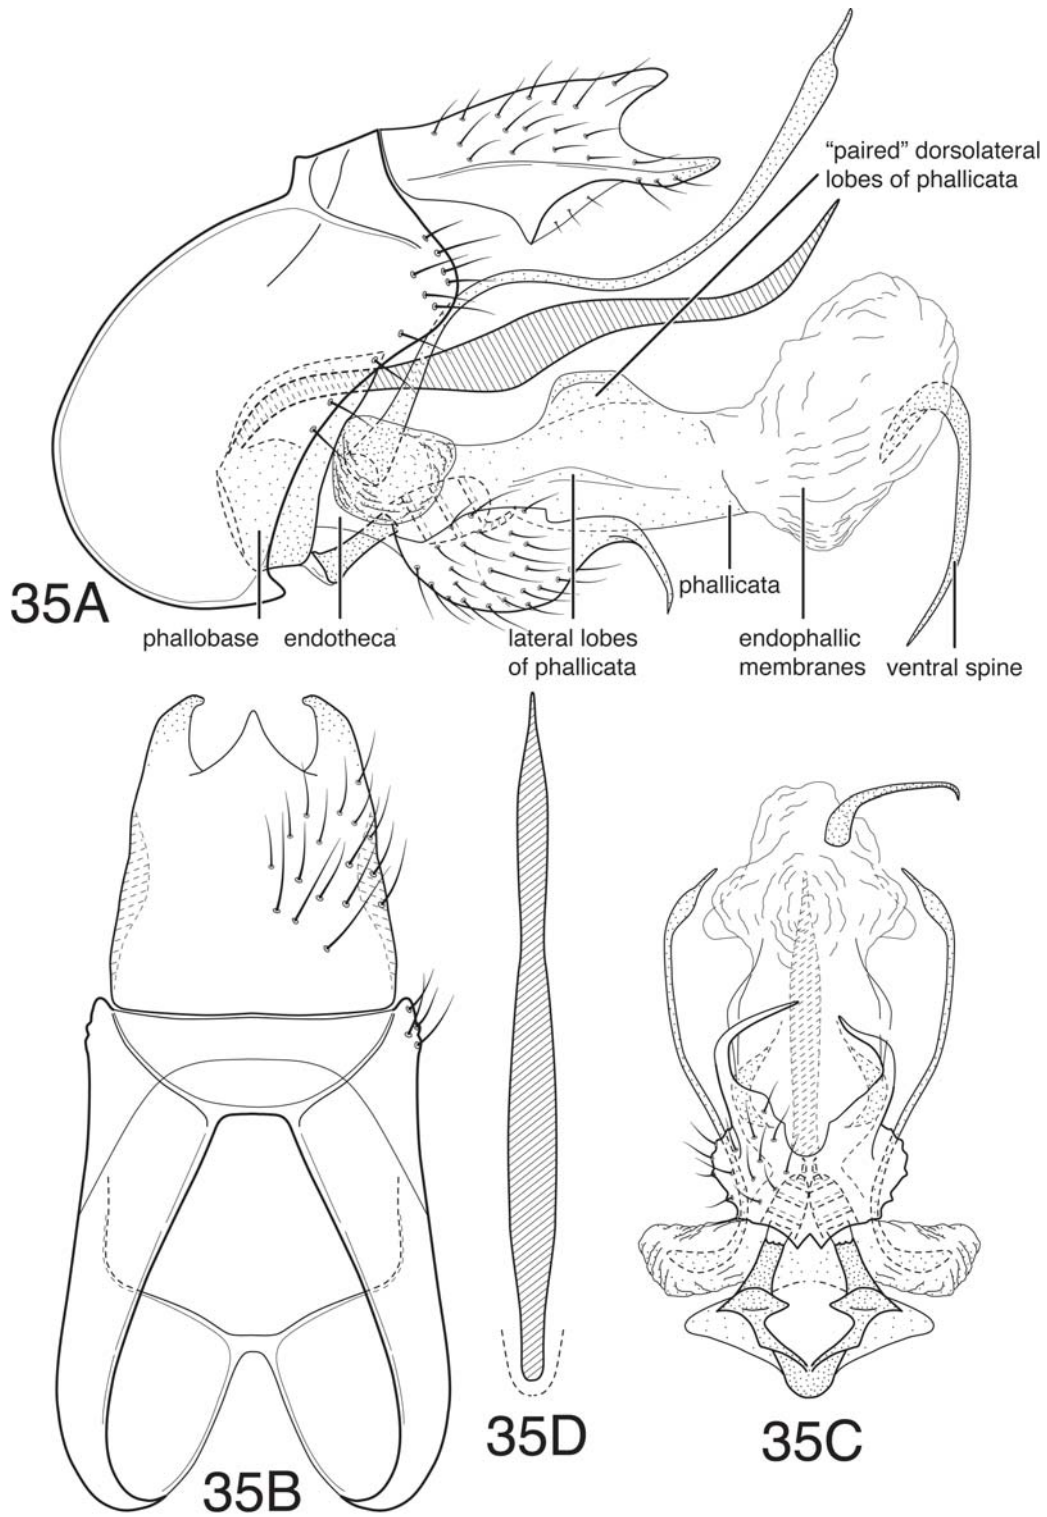 “paired” dorsolateral
lobes of phallicata
35A
phallicata
phallobase
endotheca
lateral lobes
of phallicata
endophallic
membranes
ventral spine
35B
35D
35C